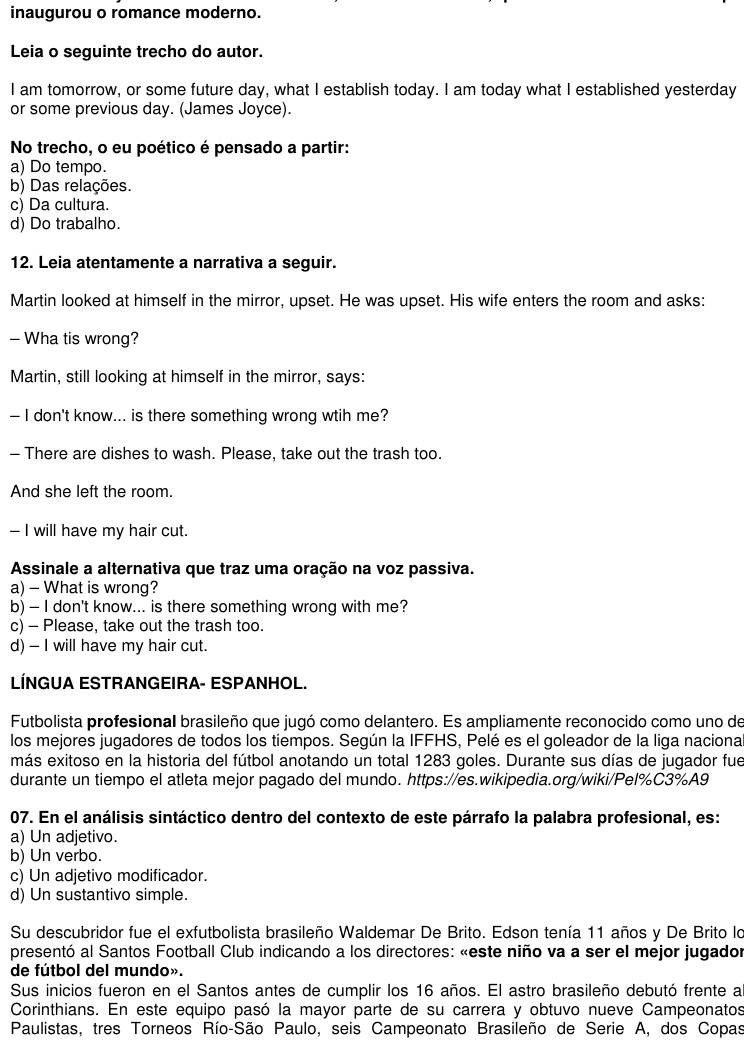 inaugurou o romance moderno.
Leia o seguinte trecho do autor.
I am tomorrow, or some future day, what I establish today. I am today what I established yesterday
or some previous day. (James Joyce).
No trecho, o eu poético é pensado a partir:
a) Do tempo.
b) Das relações.
c) Da cultura.
d) Do trabalho.
12. Leia atentamente a narrativa a seguir.
Martin looked at himself in the mirror, upset. He was upset. His wife enters the room and asks:
– Wha tis wrong?
Martin, still looking at himself in the mirror, says:
– I don't know... is there something wrong wtih me?
– There are dishes to wash. Please, take out the trash too.
And she left the room.
– I will have my hair cut.
Assinale a alternativa que traz uma oração na voz passiva.
a) – What is wrong?
b) – I don't know... is there something wrong with me?
c) – Please, take out the trash too.
d) – I will have my hair cut.
LÍNGUA ESTRANGEIRA- ESPANHOL.
Futbolista profesional brasileño que jugó como delantero. Es ampliamente reconocido como uno de
los mejores jugadores de todos los tiempos. Según la IFFHS, Pelé es el goleador de la liga nacional
más exitoso en la historia del fútbol anotando un total 1283 goles. Durante sus días de jugador fue
durante un tiempo el atleta mejor pagado del mundo. https://es.wikipedia.org/wiki/Pel%C3%A9
07. En el análisis sintáctico dentro del contexto de este párrafo la palabra profesional, es:
a) Un adjetivo.
b) Un verbo.
c) Un adjetivo modificador.
d) Un sustantivo simple.
Su descubridor fue el exfutbolista brasileño Waldemar De Brito. Edson tenía 11 años y De Brito lo
presentó al Santos Football Club indicando a los directores: «este niño va a ser el mejor jugador
de fútbol del mundo».
Sus inicios fueron en el Santos antes de cumplir los 16 años. El astro brasileño debutó frente al
Corinthians. En este equipo pasó la mayor parte de su carrera y obtuvo nueve Campeonatos
Paulistas, tres Torneos Río-São Paulo, seis Campeonato Brasileño de Serie A, dos Copas